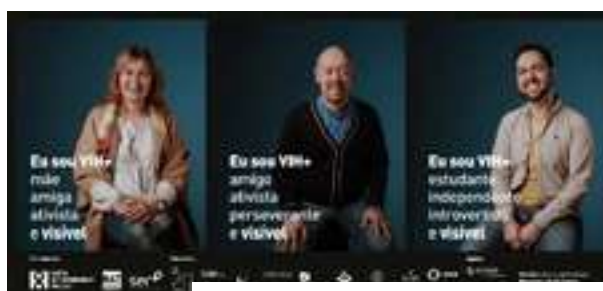 Eu sou VIH+
mãe
amiga
ativista
e visível
Eu sou VIH+
amigo
ativista
perseverante
e visível
Eu sou VIH+
estudante
independente
introvertido
e visível
ser+